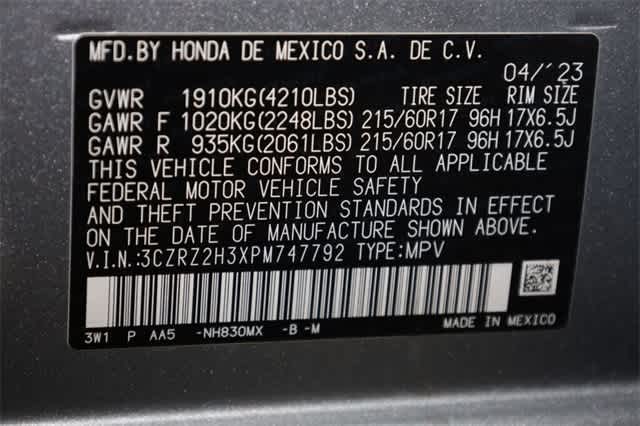 MFD.BY HONDA DE MEXICO S.A. DE C.V.
04/´23
GVWR 1910KG(4210LBS) TIRE SIZE RIM SIZE
GAWR F 1020KG(2248LBS) 215/60R17 96H 17X6.5J
GAWR R 935KG(2061LBS) 215/60R17 96H 17X6.5J
THIS VEHICLE CONFORMS TO ALL APPLICABLE
FEDERAL MOTOR VEHICLE SAFETY
AND THEFT PREVENTION STANDARDS IN EFFECT
ON THE DATE OF MANUFACTURE SHOWN ABOVE.
V.I.N.:3CZRZ2H3XPM747792 TYPE:MPV
3W1 P AA5 -NH830MX -B -M MADE IN MEXICO